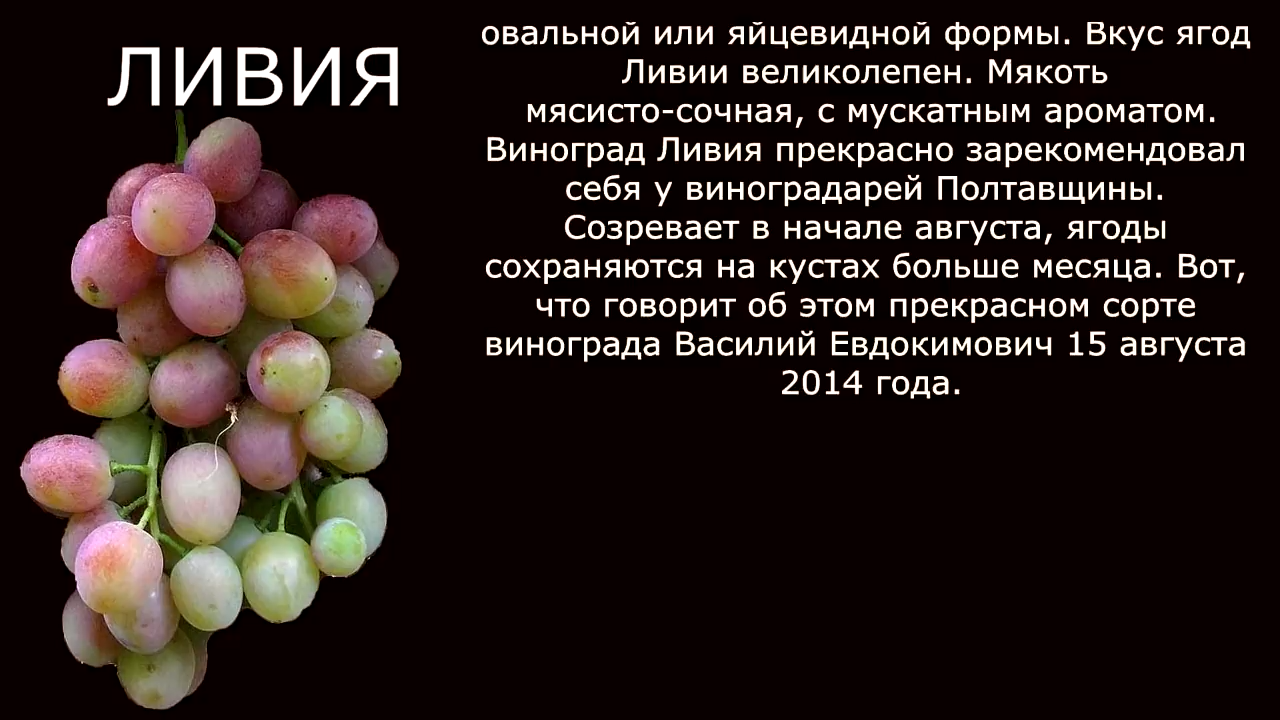 ЛИВИЯ
овальной или яйцевидной формы. Вкус ягод
Ливии великолепен. Мякоть
мясисто-сочная, с мускатным ароматом.
Виноград Ливия прекрасно зарекомендовал
себя у виноградарей Полтавщины.
Созревает в начале августа, ягоды
сохраняются на кустах больше месяца. Вот,
что говорит об этом прекрасном сорте
винограда Василий Евдокимович 15 августа
2014 года.